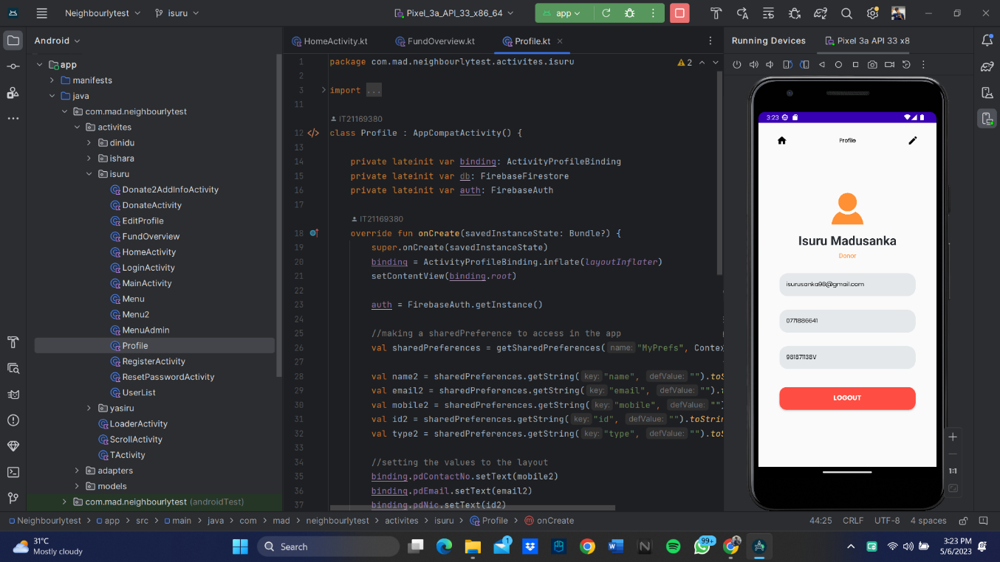 Neighbourlytest
isuru
Pixel_3a_API_33_x86_64
app
Android
HomeActivity.kt
FundOverview.kt
Profile.kt
Running Devices
Pixel 3a API 33 x8
app
manifests
java
com.mad.neighbourlytest
activites
dinidu
ishara
isuru
Donate2AddInfoActivity
DonateActivity
EditProfile
FundOverview
HomeActivity
LoginActivity
MainActivity
Menu
Menu2
MenuAdmin
Profile
RegisterActivity
ResetPasswordActivity
UserList
yasiru
LoaderActivity
ScrollActivity
TActivity
adapters
models
com.mad.neighbourlytest (androidTest)
1 package com.mad.neighbourlytest.activites.isuru
2
2
3 import ...
11
IT21169380
12 class Profile : AppCompatActivity() {
13
14 private lateinit var binding: ActivityProfileBinding
15 private lateinit var db: FirebaseFirestore
16 private lateinit var auth: FirebaseAuth
17
IT21169380
18 override fun onCreate(savedInstanceState: Bundle?) {
19 super.onCreate(savedInstanceState)
20 binding = ActivityProfileBinding.inflate(layoutInflater)
21 setContentView(binding.root)
22
23 auth = FirebaseAuth.getInstance()
24
25 //making a sharedPreference to access in the app
26 val sharedPreferences = getSharedPreferences( name: "MyPrefs", Contex
27
28 val name2 = sharedPreferences.getString( key: "name", defValue: "").toS
29 val email2 = sharedPreferences.getString( key: "email", defValue: "").t
30 val mobile2 = sharedPreferences.getString( key: "mobile", defValue: "")
31 val id2 = sharedPreferences.getString( key: "id", defValue: "").toStrin
32 val type2 = sharedPreferences.getString( key: "type", defValue: "").toS
33
34 //setting the values to the layout
35 binding.pdContactNo.setText(mobile2)
36 binding.pdEmail.setText(email2)
37 binding.pdNic.setText(id2)
3:23
Profile
Isuru Madusanka
Donor
isurusanka98@gmail.com
0771886641
981871138V
LOGOUT
1:1
Neighbourlytest > app > src > main > java > com > mad > neighbourlytest > activites > isuru > Profile > onCreate
44:25 CRLF UTF-8 4 spaces
31°C
Mostly cloudy
Search
1
99+
3:23 PM
5/6/2023